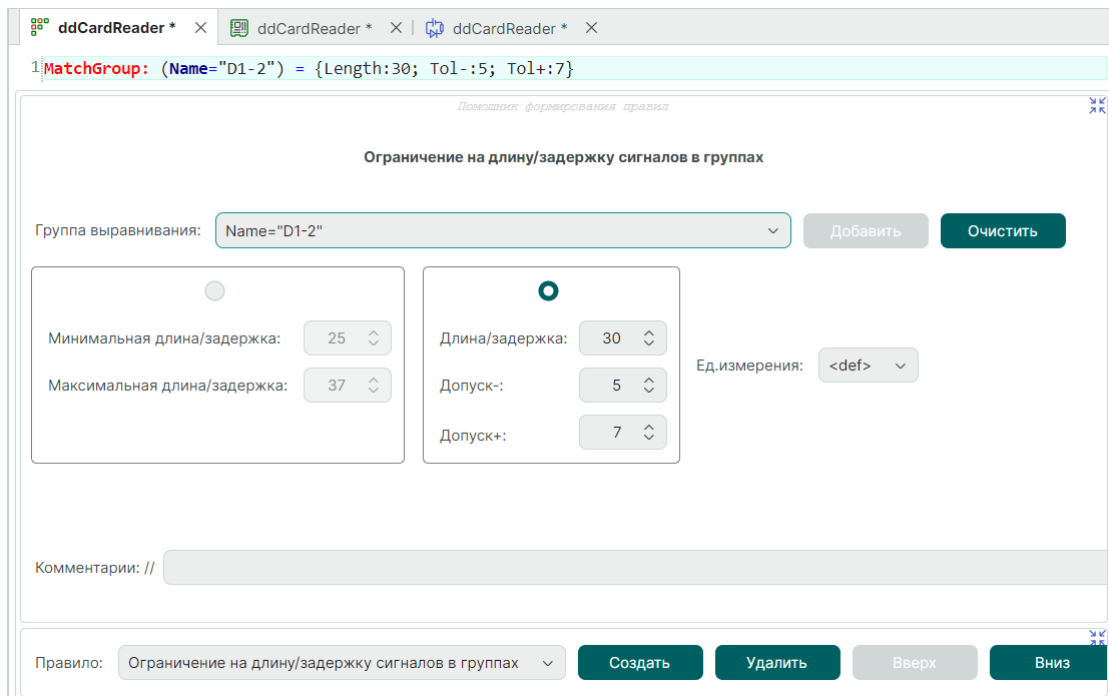 ddCardReader * ddCardReader * ddCardReader *
1 MatchGroup: (Name="D1-2") = {Length:30; Tol-:5; Tol+:7}
Помощник формирования правил
Ограничение на длину/задержку сигналов в группах
Группа выравнивания: Name="D1-2" Добавить Очистить
Минимальная длина/задержка: 25
Максимальная длина/задержка: 37
Длина/задержка: 30
Допуск-: 5
Допуск+: 7
Ед.измерения: <def>
Комментарии: //
Правило: Ограничение на длину/задержку сигналов в группах Создать Удалить Вверх Вниз